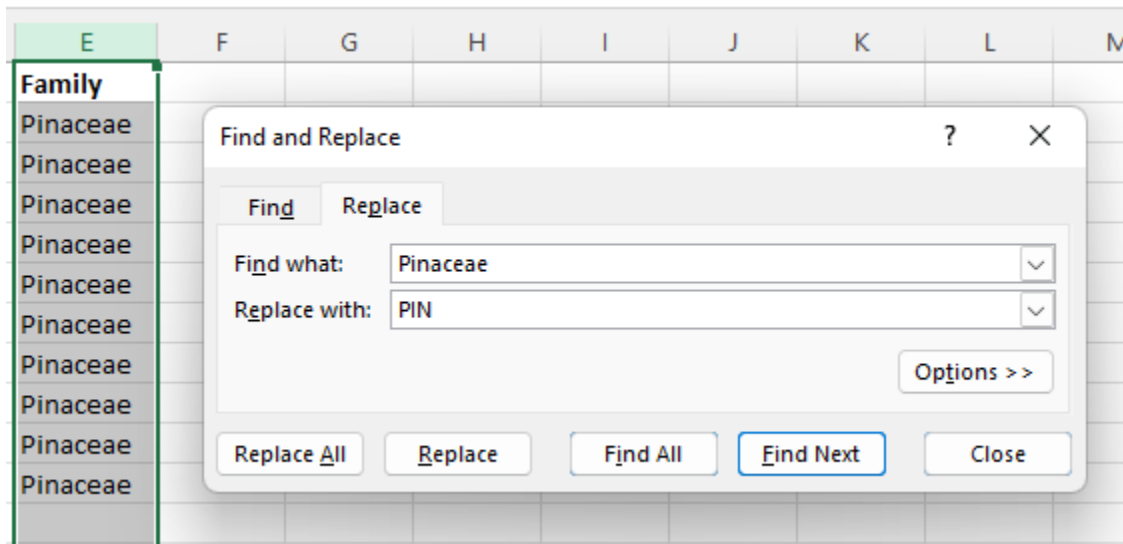 E F G H I J K L
Family
Pinaceae
Pinaceae
Pinaceae
Pinaceae
Pinaceae
Pinaceae
Pinaceae
Pinaceae
Pinaceae
Pinaceae
Find and Replace ?
Find Replace
Find what: Pinaceae
Replace with: PIN
Options >>
Replace All Replace Find All Find Next Close